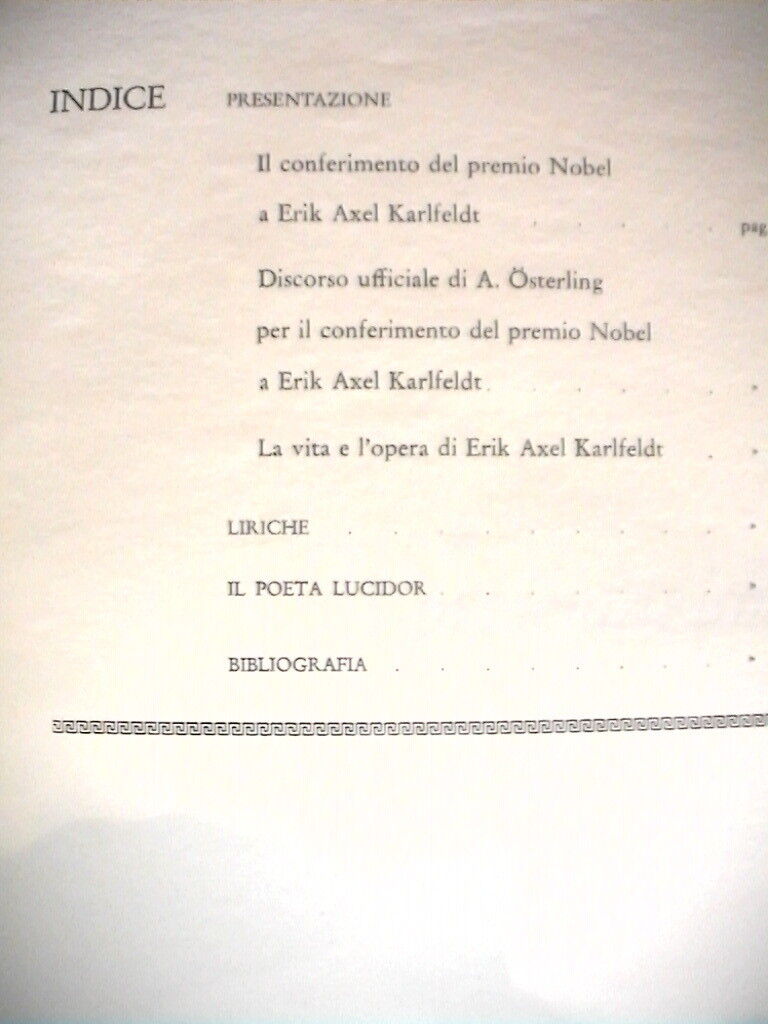 INDICE PRESENTAZIONE
Il conferimento del premio Nobel
a Erik Axel Karlfeldt . . . . . pag
Discorso ufficiale di A. Österling
per il conferimento del premio Nobel
a Erik Axel Karlfeldt . . . . . . »
La vita e l'opera di Erik Axel Karlfeldt . »
LIRICHE . . . . . . . . . »
IL POETA LUCIDOR . . . . . . . »
BIBLIOGRAFIA . . . . . . . . »